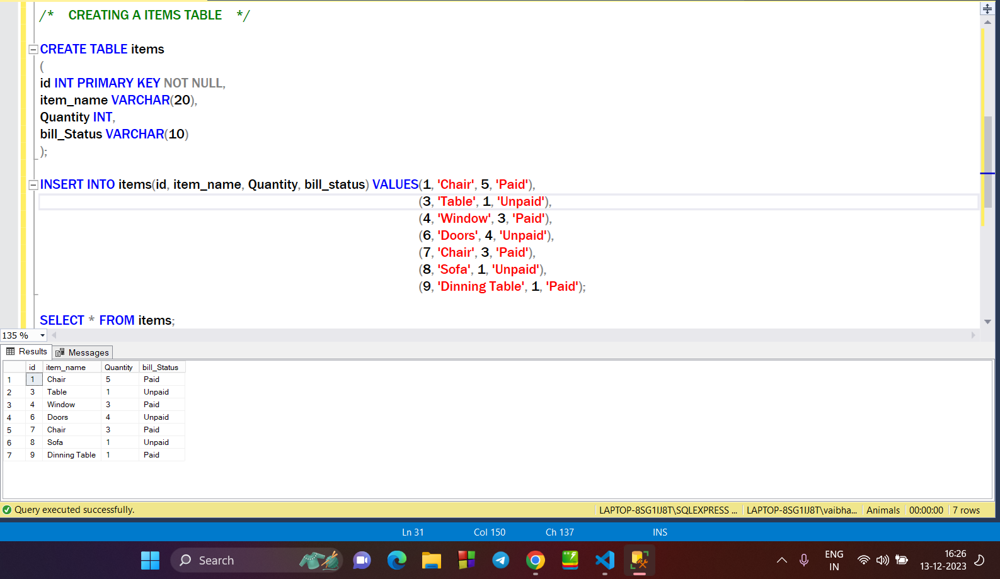 /*    CREATING A ITEMS TABLE    */
CREATE TABLE items
(
id INT PRIMARY KEY NOT NULL,
item_name VARCHAR(20),
Quantity INT,
bill_Status VARCHAR(10)
);
INSERT INTO items(id, item_name, Quantity, bill_status) VALUES(1, 'Chair', 5, 'Paid'),
(3, 'Table', 1, 'Unpaid'),
(4, 'Window', 3, 'Paid'),
(6, 'Doors', 4, 'Unpaid'),
(7, 'Chair', 3, 'Paid'),
(8, 'Sofa', 1, 'Unpaid'),
(9, 'Dinning Table', 1, 'Paid');
SELECT * FROM items;
135 %
Results Messages
id item_name Quantity bill_Status
1 1 Chair 5 Paid
2 3 Table 1 Unpaid
3 4 Window 3 Paid
4 6 Doors 4 Unpaid
5 7 Chair 3 Paid
6 8 Sofa 1 Unpaid
7 9 Dinning Table 1 Paid
Query executed successfully. LAPTOP-8SG1IJ8T\SQLEXPRESS ... LAPTOP-8SG1IJ8T\vaibha... Animals 00:00:00 7 rows
Ln 31 Col 150 Ch 137 INS
Search ENG 16:26
IN 13-12-2023